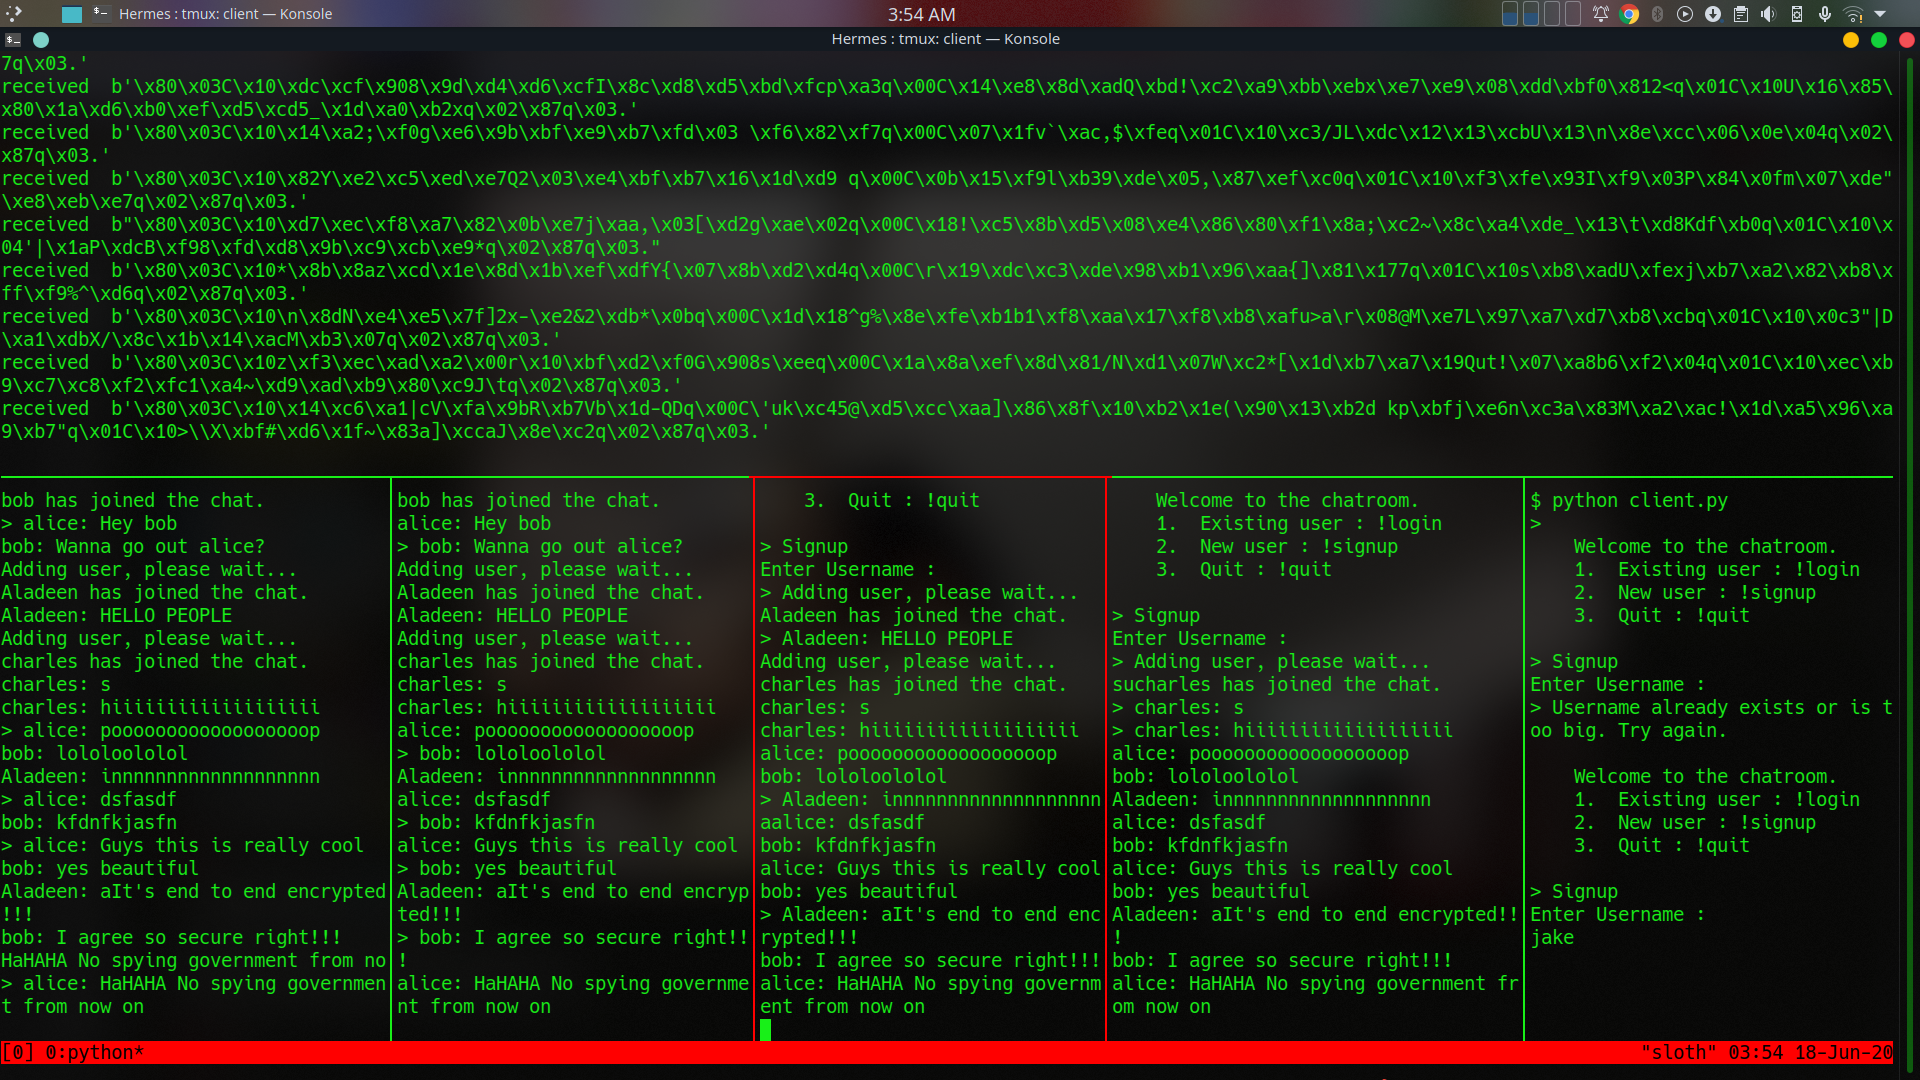 Hermes : tmux: client — Konsole
3:54 AM
Hermes : tmux: client — Konsole
7q\x03.'
received  b'\x80\x03C\x10\xdc\xcf\x908\x9d\xd4\xd6\xcfI\x8c\xd8\xd5\xbd\xfcp\xa3q\x00C\x14\xe8\x8d\xadQ\xbd!\xc2\xa9\xbb\xebx\xe7\xe9\x08\xdd\xbf0\x812<q\x01C\x10U\x16\x85\
x80\x1a\xd6\xb0\xef\xd5\xcd5_\x1d\xa0\xb2xq\x02\x87q\x03.'
received  b'\x80\x03C\x10\x14\xa2;\xf0g\xe6\x9b\xbf\xe9\xb7\xfd\x03 \xf6\x82\xf7q\x00C\x07\x1fv`\xac,$\xfeq\x01C\x10\xc3/JL\xdc\x12\x13\xcbU\x13\n\x8e\xcc\x06\x0e\x04q\x02\
x87q\x03.'
received  b'\x80\x03C\x10\x82Y\xe2\xc5\xed\xe7Q2\x03\xe4\xbf\xb7\x16\x1d\xd9 q\x00C\x0b\x15\xf9l\xb39\xde\x05,\x87\xef\xc0q\x01C\x10\xf3\xfe\x93I\xf9\x03P\x84\x0fm\x07\xde"
\xe8\xeb\xe7q\x02\x87q\x03.'
received  b"\x80\x03C\x10\xd7\xec\xf8\xa7\x82\x0b\xe7j\xaa,\x03[\xd2g\xae\x02q\x00C\x18!\xc5\x8b\xd5\x08\xe4\x86\x80\xf1\x8a;\xc2~\x8c\xa4\xde_\x13\t\xd8Kdf\xb0q\x01C\x10\x
04'|\x1aP\xdcB\xf98\xfd\xd8\x9b\xc9\xcb\xe9*q\x02\x87q\x03."
received  b'\x80\x03C\x10*\x8b\x8az\xcd\x1e\x8d\x1b\xef\xdfY{\x07\x8b\xd2\xd4q\x00C\r\x19\xdc\xc3\xde\x98\xb1\x96\xaa{]\x81\x177q\x01C\x10s\xb8\xadU\xfexj\xb7\xa2\x82\xb8\x
ff\xf9%^\xd6q\x02\x87q\x03.'
received  b'\x80\x03C\x10\n\x8dN\xe4\xe5\x7f]2x-\xe2&2\xdb*\x0bq\x00C\x1d\x18^g%\x8e\xfe\xb1b1\xf8\xaa\x17\xf8\xb8\xafu>a\r\x08@M\xe7L\x97\xa7\xd7\xb8\xcbq\x01C\x10\x0c3"|D
\xa1\xdbX/\x8c\x1b\x14\xacM\xb3\x07q\x02\x87q\x03.'
received  b'\x80\x03C\x10z\xf3\xec\xad\xa2\x00r\x10\xbf\xd2\xf0G\x908s\xeeq\x00C\x1a\x8a\xef\x8d\x81/N\xd1\x07W\xc2*[\x1d\xb7\xa7\x19Qut!\x07\xa8b6\xf2\x04q\x01C\x10\xec\xb
9\xc7\xc8\xf2\xfc1\xa4~\xd9\xad\xb9\x80\xc9J\tq\x02\x87q\x03.'
received  b'\x80\x03C\x10\x14\xc6\xa1|cV\xfa\x9bR\xb7Vb\x1d-QDq\x00C\'uk\xc45@\xd5\xcc\xaa]\x86\x8f\x10\xb2\x1e(\x90\x13\xb2d kp\xbfj\xe6n\xc3a\x83M\xa2\xac!\x1d\xa5\x96\xa
9\xb7"q\x01C\x10>\\X\xbf#\xd6\x1f~\x83a]\xccaJ\x8e\xc2q\x02\x87q\x03.'
bob has joined the chat.
> alice: Hey bob
bob: Wanna go out alice?
Adding user, please wait...
Aladeen has joined the chat.
Aladeen: HELLO PEOPLE
Adding user, please wait...
charles has joined the chat.
charles: s
charles: hiiiiiiiiiiiiiiiiiii
> alice: pooooooooooooooooop
bob: lololoololol
Aladeen: innnnnnnnnnnnnnnnnnn
> alice: dsfasdf
bob: kfdnfkjasfn
> alice: Guys this is really cool
bob: yes beautiful
Aladeen: aIt's end to end encrypted
!!!
bob: I agree so secure right!!!
HaHAHA No spying government from no
> alice: HaHAHA No spying governmen
t from now on
bob has joined the chat.
alice: Hey bob
> bob: Wanna go out alice?
Adding user, please wait...
Aladeen has joined the chat.
Aladeen: HELLO PEOPLE
Adding user, please wait...
charles has joined the chat.
charles: s
charles: hiiiiiiiiiiiiiiiiiii
alice: pooooooooooooooooop
> bob: lololoololol
Aladeen: innnnnnnnnnnnnnnnnnn
alice: dsfasdf
> bob: kfdnfkjasfn
alice: Guys this is really cool
> bob: yes beautiful
Aladeen: aIt's end to end encryp
ted!!!
> bob: I agree so secure right!!
!
alice: HaHAHA No spying governme
nt from now on
3.  Quit : !quit
> Signup
Enter Username :
> Adding user, please wait...
Aladeen has joined the chat.
> Aladeen: HELLO PEOPLE
Adding user, please wait...
charles has joined the chat.
charles: s
charles: hiiiiiiiiiiiiiiiiiii
alice: pooooooooooooooooop
bob: lololoololol
> Aladeen: innnnnnnnnnnnnnnnnnn
aalice: dsfasdf
bob: kfdnfkjasfn
alice: Guys this is really cool
bob: yes beautiful
> Aladeen: aIt's end to end enc
rypted!!!
bob: I agree so secure right!!!
alice: HaHAHA No spying governm
ent from now on
Welcome to the chatroom.
1.  Existing user : !login
2.  New user : !signup
3.  Quit : !quit
> Signup
Enter Username :
> Adding user, please wait...
sucharles has joined the chat.
> charles: s
> charles: hiiiiiiiiiiiiiiiiiii
alice: pooooooooooooooooop
bob: lololoololol
Aladeen: innnnnnnnnnnnnnnnnnn
alice: dsfasdf
bob: kfdnfkjasfn
alice: Guys this is really cool
bob: yes beautiful
Aladeen: aIt's end to end encrypted!!
!
bob: I agree so secure right!!!
alice: HaHAHA No spying government fr
om now on
$ python client.py
>
Welcome to the chatroom.
1.  Existing user : !login
2.  New user : !signup
3.  Quit : !quit
> Signup
Enter Username :
> Username already exists or is t
oo big. Try again.
Welcome to the chatroom.
1.  Existing user : !login
2.  New user : !signup
3.  Quit : !quit
> Signup
Enter Username :
jake
[0] 0:python*
"sloth" 03:54 18-Jun-20